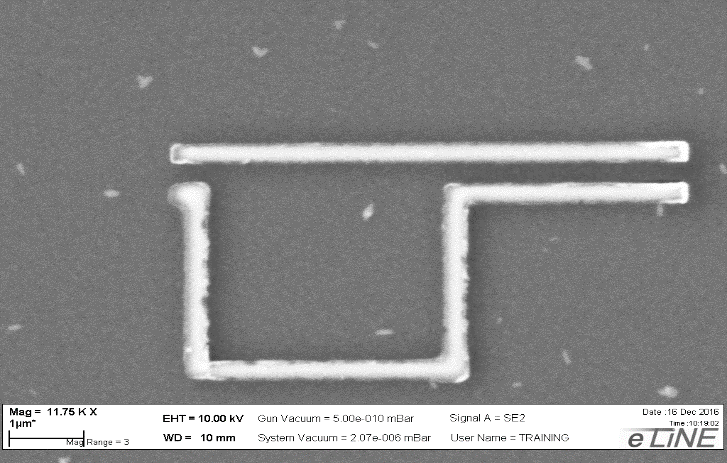 Mag = 11.75 K X
1µm*
Mag Range = 3
EHT = 10.00 kV
WD = 10 mm
Gun Vacuum = 5.00e-010 mBar
System Vacuum = 2.07e-006 mBar
Signal A = SE2
User Name = TRAINING
Date :16 Dec 2016
Time :10:19:02
eLiNE